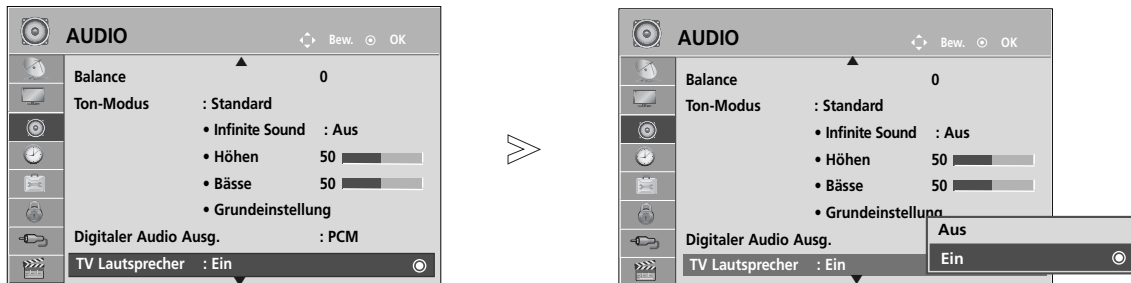 AUDIO
Bew. OK
Balance 0
Ton-Modus : Standard
• Infinite Sound : Aus
• Höhen 50
• Bässe 50
• Grundeinstellung
Digitaler Audio Ausg. : PCM
TV Lautsprecher : Ein
AUDIO
Bew. OK
Balance 0
Ton-Modus : Standard
• Infinite Sound : Aus
• Höhen 50
• Bässe 50
• Grundeinstellung
Digitaler Audio Ausg.
TV Lautsprecher : Ein
Aus
Ein